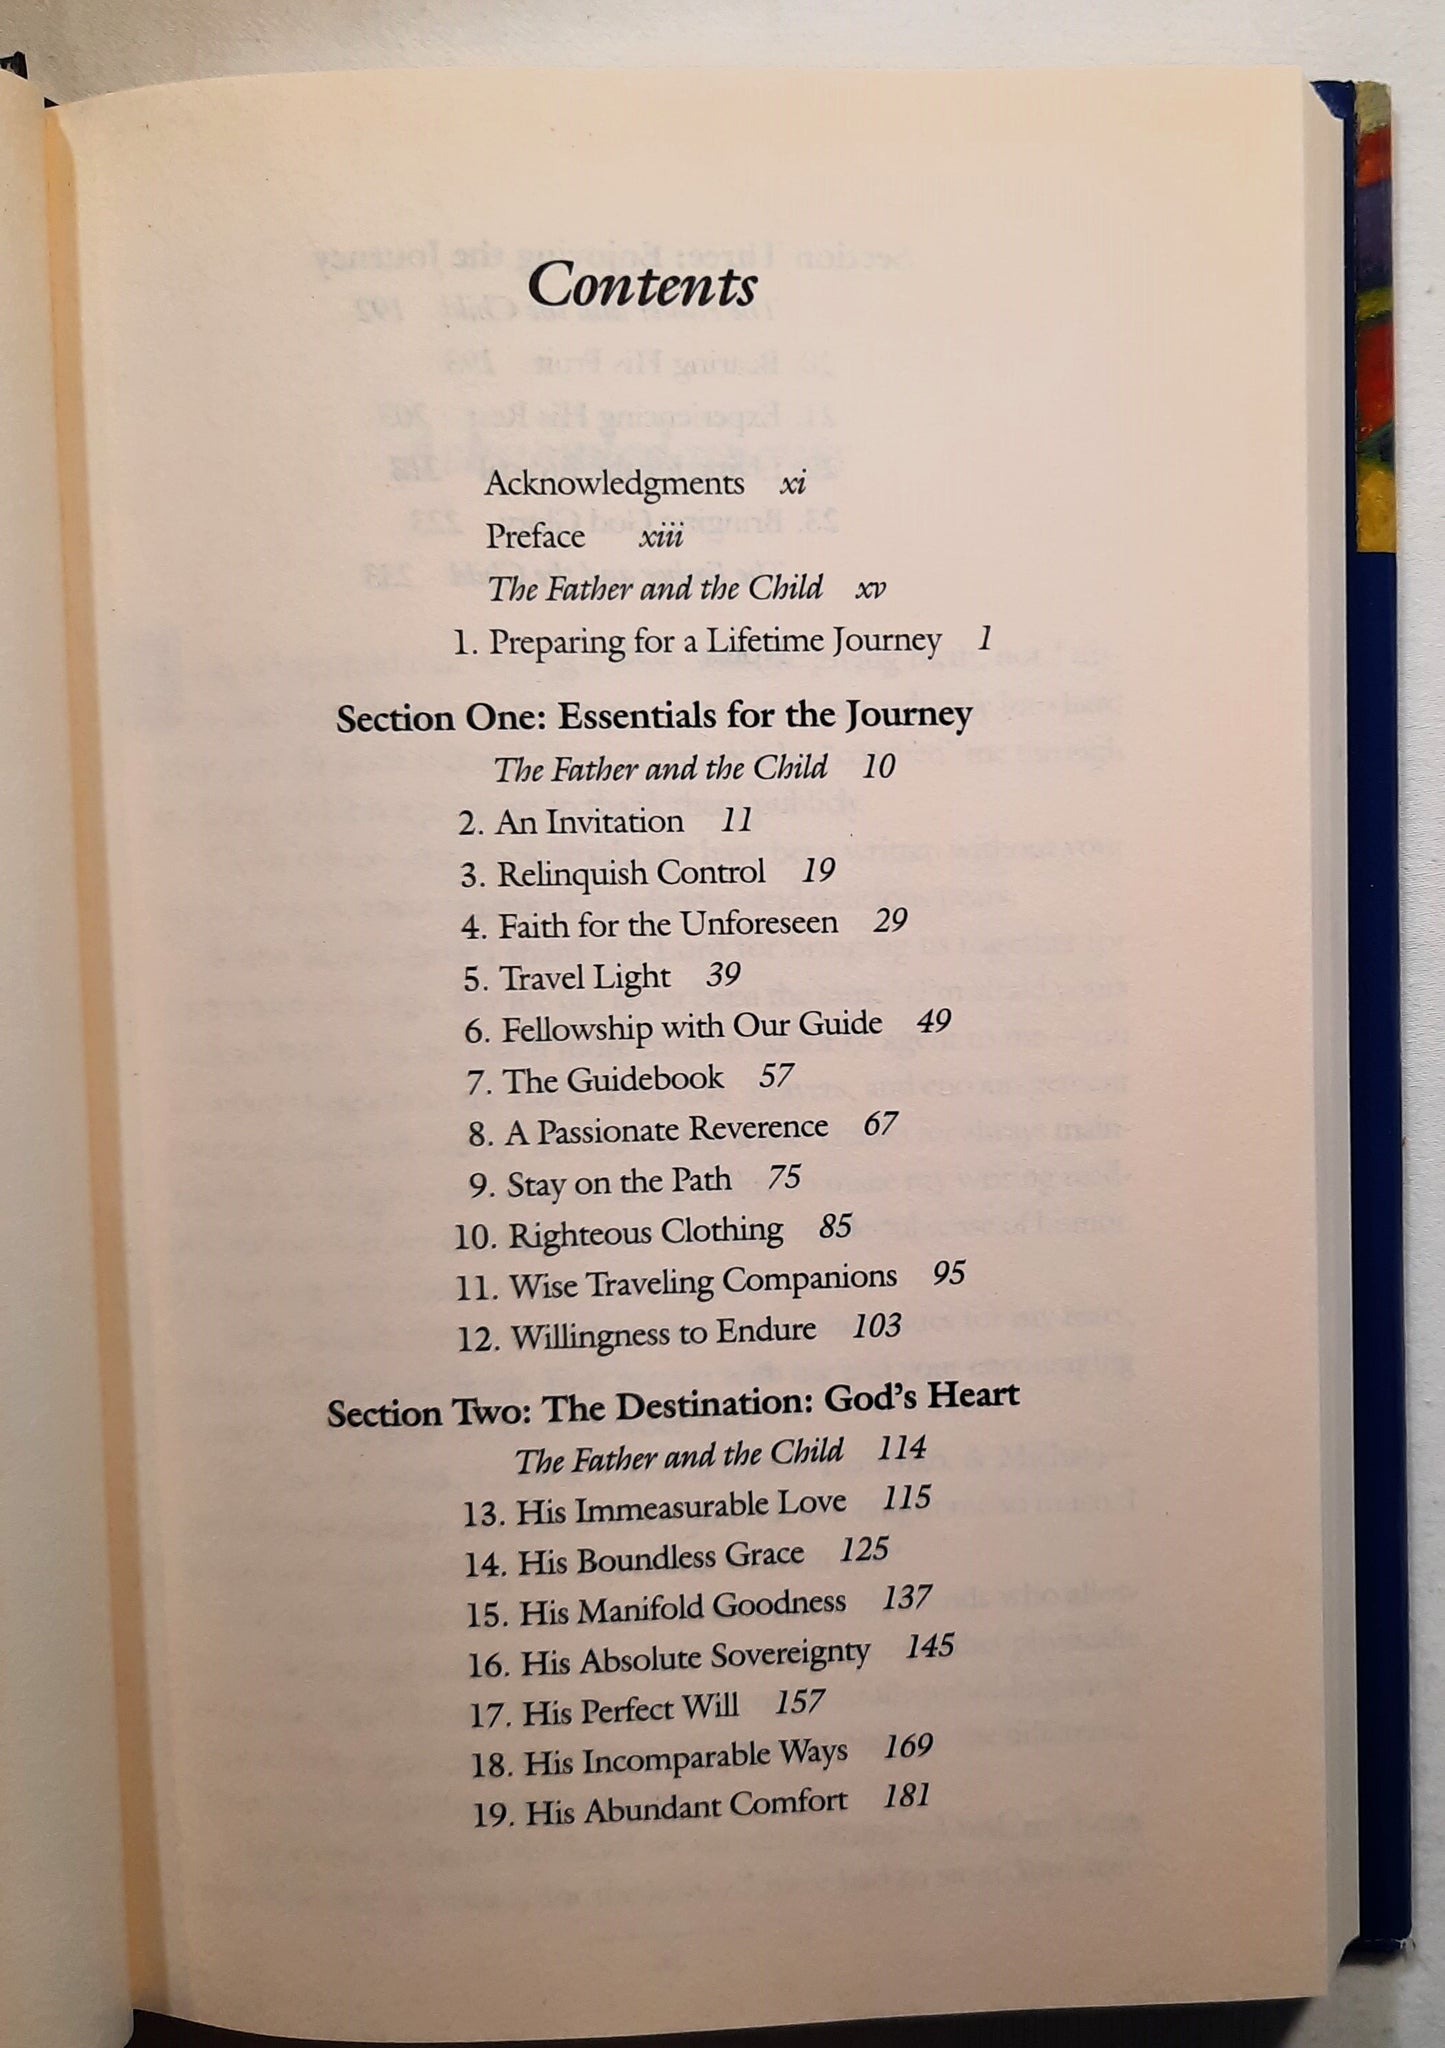 Contents
Acknowledgments xi
Preface xiii
The Father and the Child xv
1. Preparing for a Lifetime Journey 1
Section One: Essentials for the Journey
The Father and the Child 10
2. An Invitation 11
3. Relinquish Control 19
4. Faith for the Unforeseen 29
5. Travel Light 39
6. Fellowship with Our Guide 49
7. The Guidebook 57
8. A Passionate Reverence 67
9. Stay on the Path 75
10. Righteous Clothing 85
11. Wise Traveling Companions 95
12. Willingness to Endure 103
Section Two: The Destination: God's Heart
The Father and the Child 114
13. His Immeasurable Love 115
14. His Boundless Grace 125
15. His Manifold Goodness 137
16. His Absolute Sovereignty 145
17. His Perfect Will 157
18. His Incomparable Ways 169
19. His Abundant Comfort 181